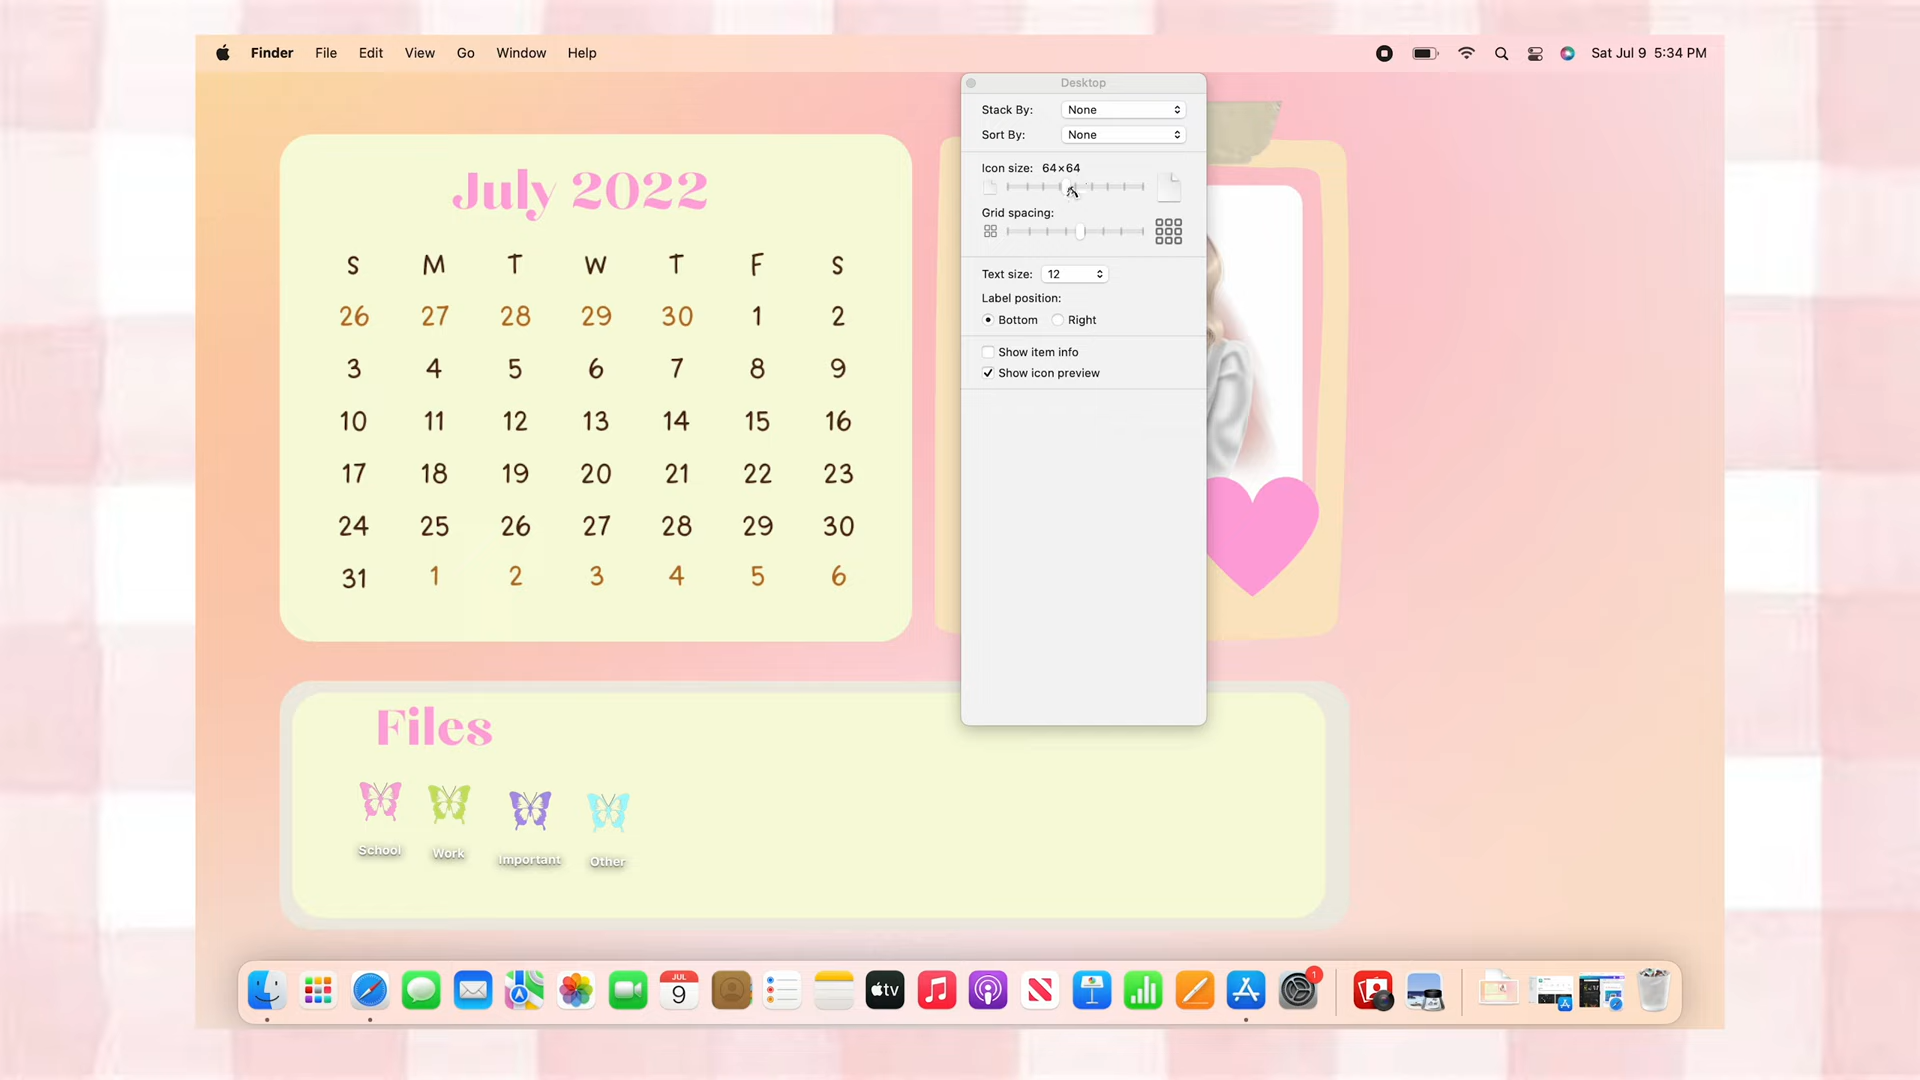 Finder File Edit View Go Window Help
Sat Jul 9 5:34 PM
Desktop
Stack By: None
Sort By: None
Icon size: 64×64
Grid spacing:
Text size: 12
Label position:
Bottom Right
Show item info
Show icon preview
July 2022
S M T W T F S
26 27 28 29 30 1 2
3 4 5 6 7 8 9
10 11 12 13 14 15 16
17 18 19 20 21 22 23
24 25 26 27 28 29 30
31 1 2 3 4 5 6
Files
School Work Important Other
JUL
9
tv
1